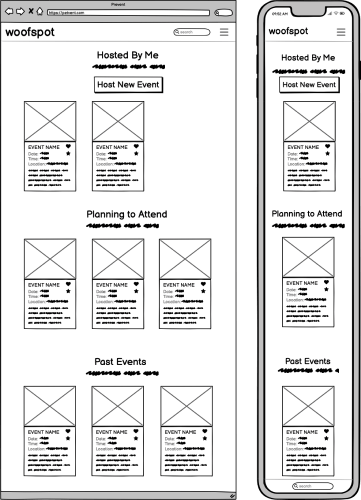 Pawvent
https://pawvent.com
woofspot
search
Hosted By Me
Host New Event
EVENT NAME
Date:
Time:
Location:
EVENT NAME
Date:
Time:
Location:
Planning to Attend
EVENT NAME
Date:
Time:
Location:
EVENT NAME
Date:
Time:
Location:
EVENT NAME
Date:
Time:
Location:
Past Events
EVENT NAME
Date:
Time:
Location:
EVENT NAME
Date:
Time:
Location:
EVENT NAME
Date:
Time:
Location:
09:52 AM
woofspot
Hosted By Me
Host New Event
EVENT NAME
Date:
Time:
Location:
Planning to Attend
EVENT NAME
Date:
Time:
Location:
Past Events
EVENT NAME
Date:
Time:
Location:
search